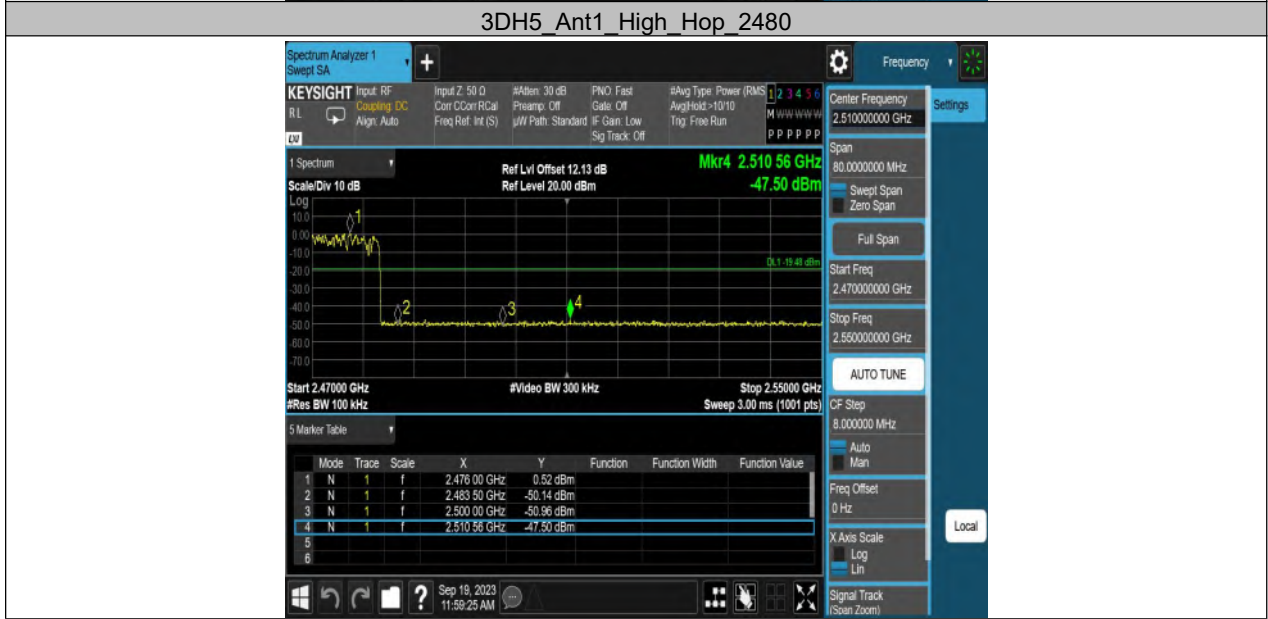 3DH5_Ant1_High_Hop_2480
Spectrum Analyzer 1
Swept SA
+
Frequency
KEYSIGHT Input: RF Input Z: 50 Ω #Atten: 30 dB PNO: Fast #Avg Type: Power (RMS 1 2 3 4 5 6
RL Coupling: DC Corr CCorr RCal Preamp: Off Gate: Off Avg|Hold:>10/10 M W W W W W
Align: Auto Freq Ref: Int (S) µW Path: Standard IF Gain: Low Trig: Free Run
LXI Sig Track: Off P P P P P P
Center Frequency
2.510000000 GHz
Settings
1 Spectrum
Ref Lvl Offset 12.13 dB
Mkr4 2.510 56 GHz
Scale/Div 10 dB
Ref Level 20.00 dBm
-47.50 dBm
Log
10.0
0.00
-10.0
-20.0
-30.0
-40.0
-50.0
-60.0
-70.0
1
2
3
4
DL1 -19.48 dBm
Start 2.47000 GHz
#Video BW 300 kHz
Stop 2.55000 GHz
#Res BW 100 kHz
Sweep 3.00 ms (1001 pts)
Span
80.0000000 MHz
Swept Span
Zero Span
Full Span
Start Freq
2.470000000 GHz
Stop Freq
2.550000000 GHz
AUTO TUNE
CF Step
8.000000 MHz
Auto
Man
Freq Offset
0 Hz
X Axis Scale
Log
Lin
Signal Track
(Span Zoom)
Local
5 Marker Table
Mode Trace Scale X Y Function Function Width Function Value
1 N 1 f 2.476 00 GHz 0.52 dBm
2 N 1 f 2.483 50 GHz -50.14 dBm
3 N 1 f 2.500 00 GHz -50.96 dBm
4 N 1 f 2.510 56 GHz -47.50 dBm
5
6
?
Sep 19, 2023
11:59:25 AM